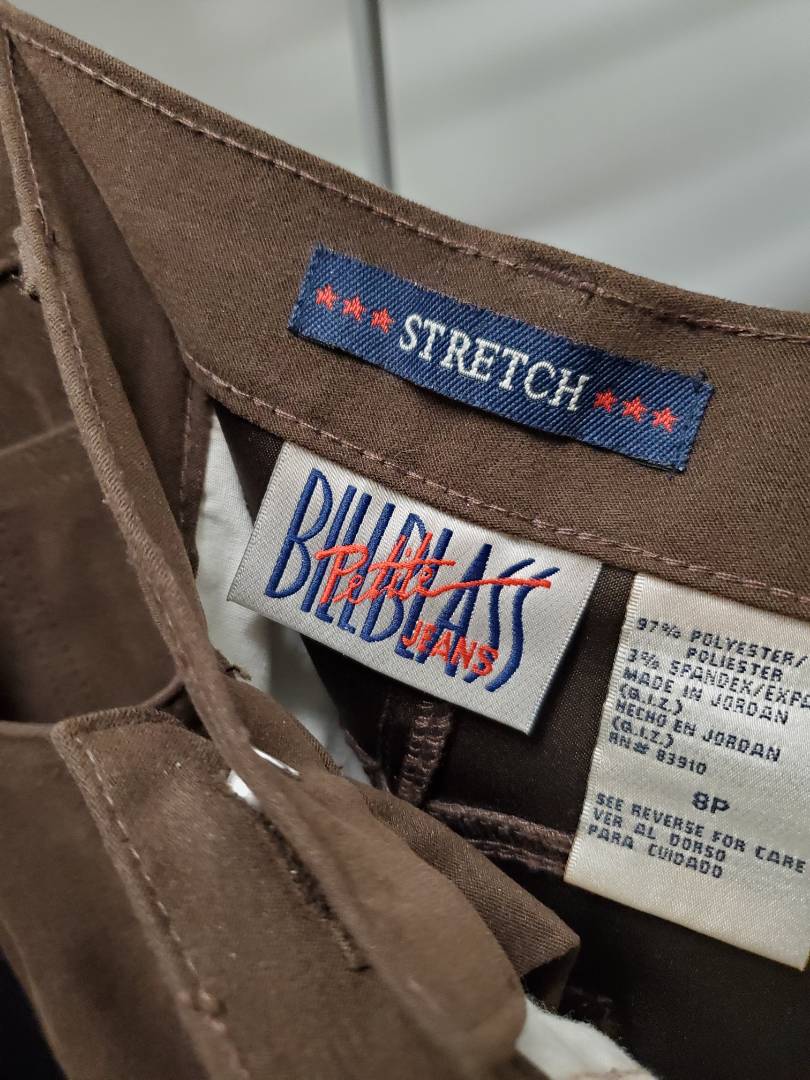 ★★★ STRETCH ★★★
BILL BLASS
Petite
JEANS
97% POLYESTER/
POLIESTER
3% SPANDEX/EXP
MADE IN JORDAN
(Q.I.Z.)
HECHO EN JORDAN
(Q.I.Z.)
RN# 83910
8P
SEE REVERSE FOR CARE
VER AL DORSO
PARA CUIDADO